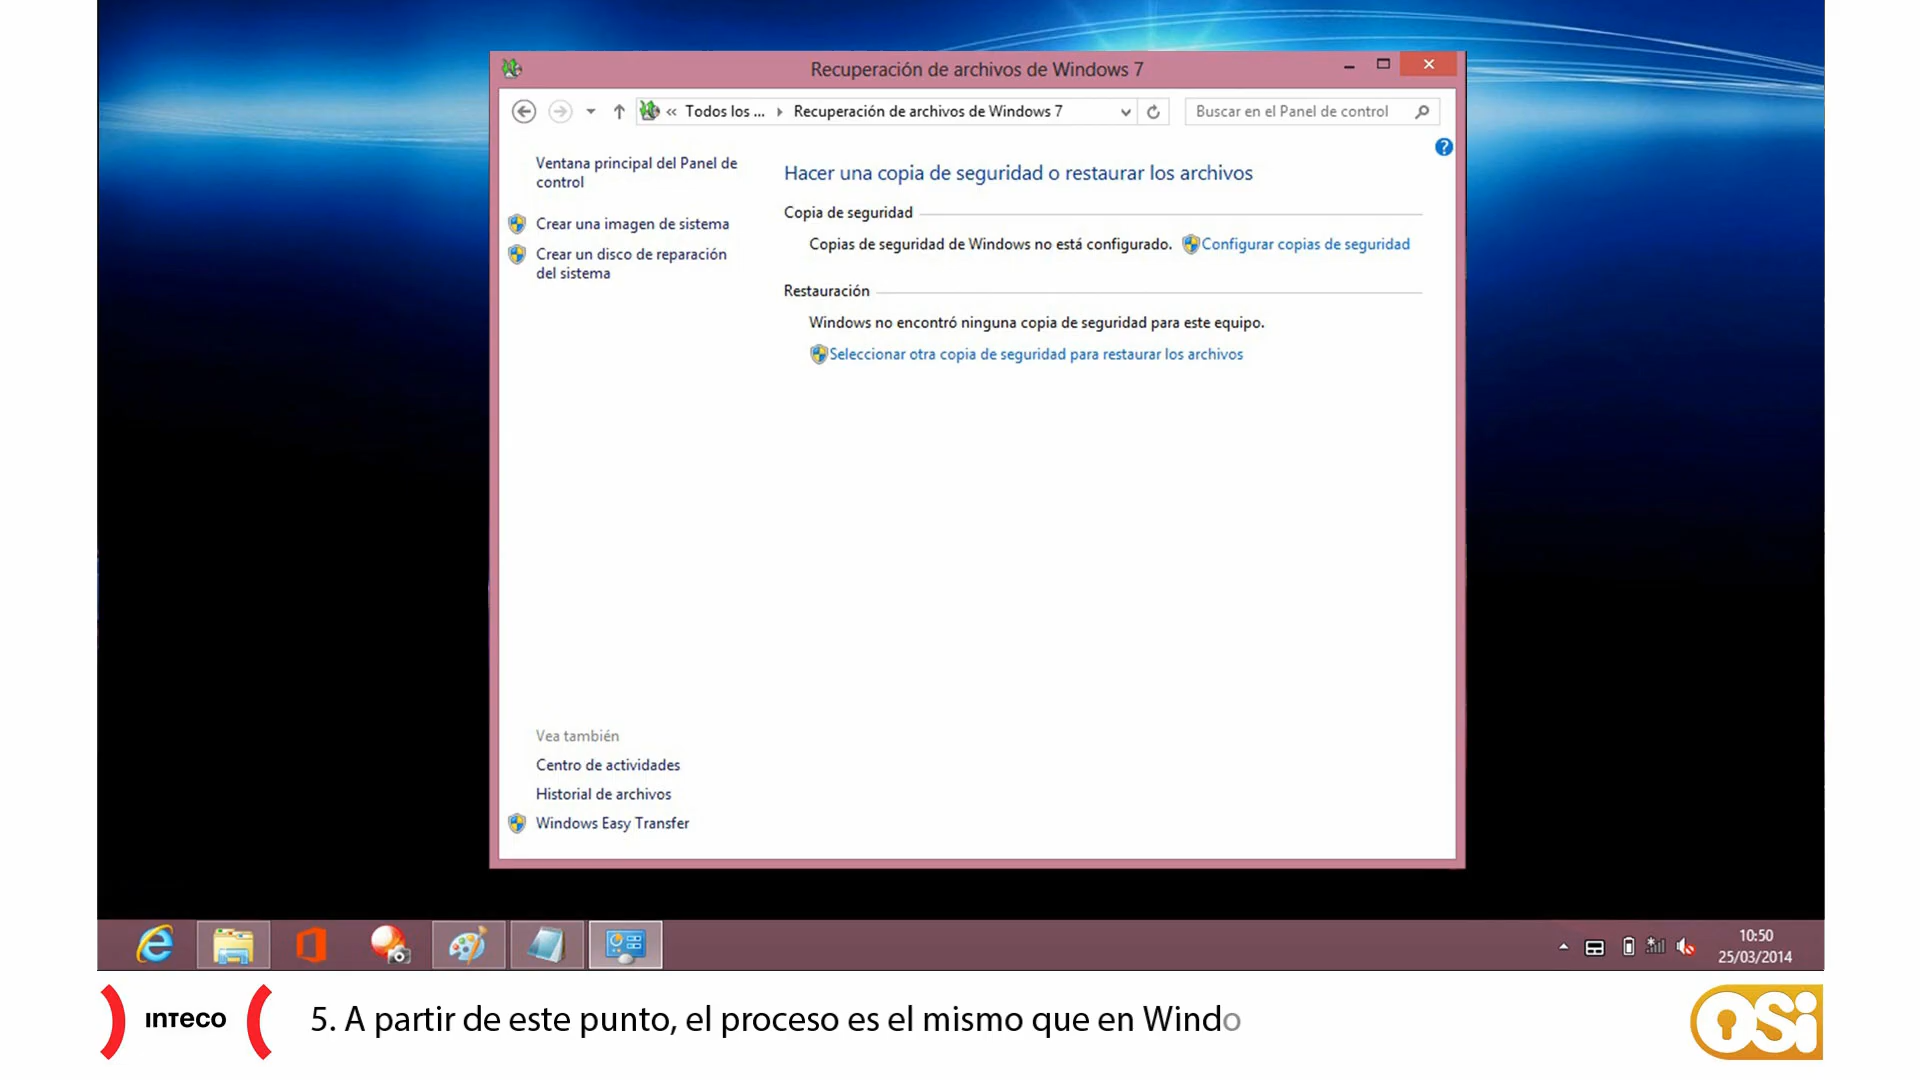 Recuperación de archivos de Windows 7
« Todos los ... Recuperación de archivos de Windows 7
Buscar en el Panel de control
Ventana principal del Panel de
control
Crear una imagen de sistema
Crear un disco de reparación
del sistema
Hacer una copia de seguridad o restaurar los archivos
Copia de seguridad
Copias de seguridad de Windows no está configurado. Configurar copias de seguridad
Restauración
Windows no encontró ninguna copia de seguridad para este equipo.
Seleccionar otra copia de seguridad para restaurar los archivos
Vea también
Centro de actividades
Historial de archivos
Windows Easy Transfer
10:50
25/03/2014
INTECO
5. A partir de este punto, el proceso es el mismo que en Windo
OSi